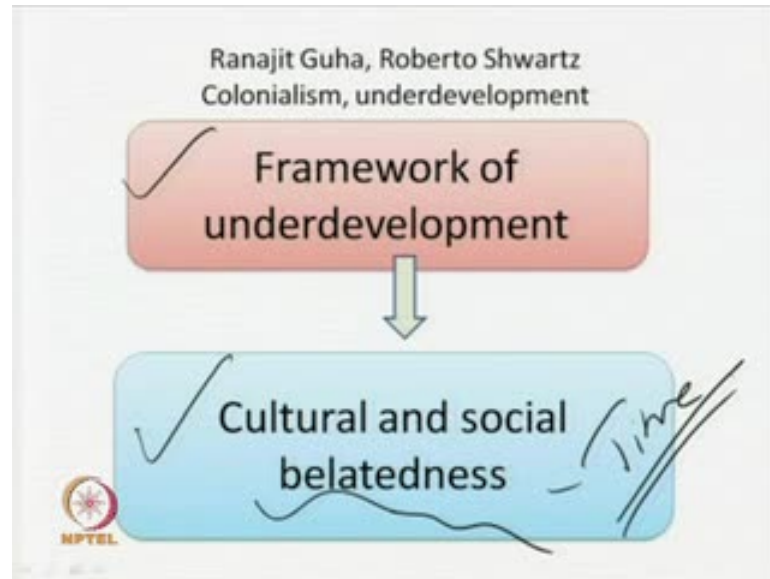 Ranajit Guha, Roberto Shwartz
Colonialism, underdevelopment
Framework of
underdevelopment
Cultural and social
belatedness - Time
NPTEL